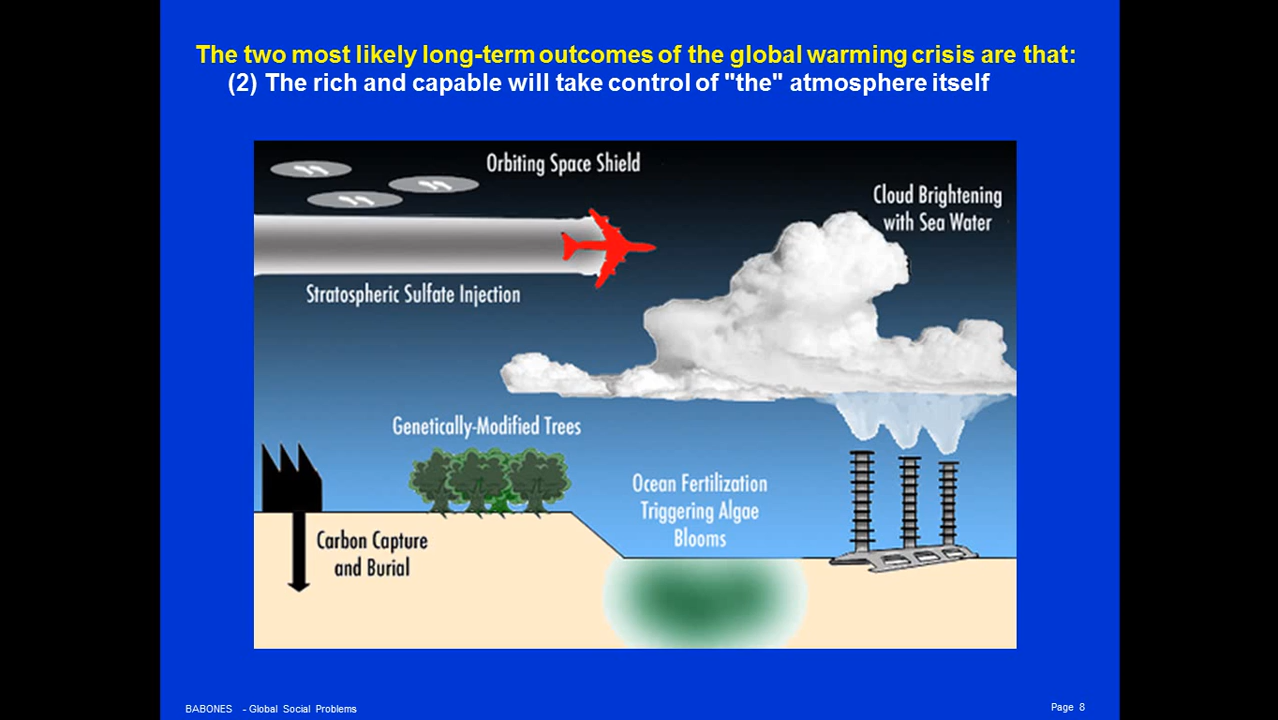 The two most likely long-term outcomes of the global warming crisis are that:
(2) The rich and capable will take control of "the" atmosphere itself
Orbiting Space Shield
Cloud Brightening
with Sea Water
Stratospheric Sulfate Injection
Genetically-Modified Trees
Ocean Fertilization
Triggering Algae
Blooms
Carbon Capture
and Burial
BABONES - Global Social Problems
Page 8